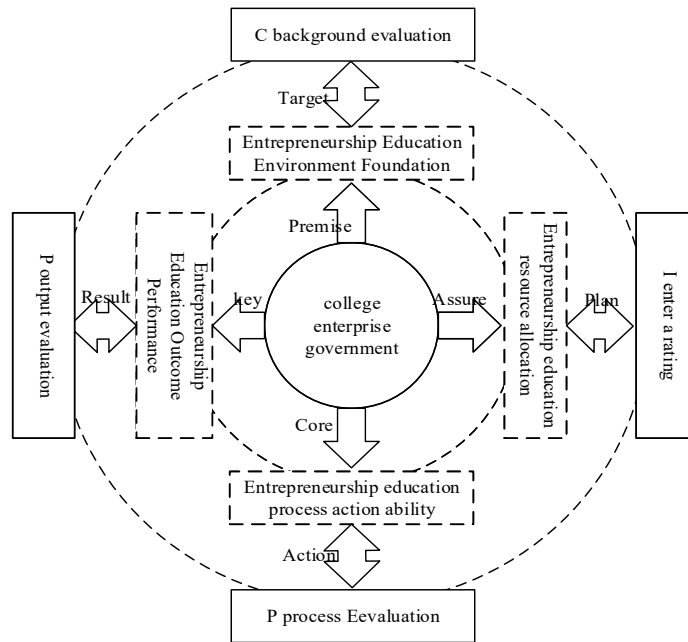 C background evaluation
Target
Entrepreneurship Education
Environment Foundation
Premise
P output evaluation
Result
Entrepreneurship
Education Outcome
Performance
key
college
enterprise
government
Assure
Entrepreneurship education
resource allocation
Plan
I enter a rating
Core
Entrepreneurship education
process action ability
Action
P process Eevaluation